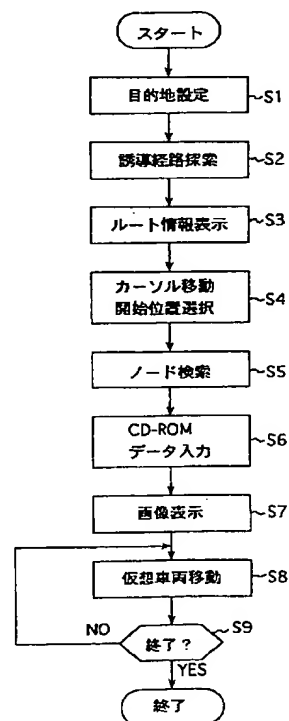 スタート
目的地設定
S1
誘導経路探索
S2
ルート情報表示
S3
カーソル移動
開始位置選択
S4
ノード検索
S5
CD-ROM
データ入力
S6
画像表示
S7
仮想車両移動
S8
NO
終了?
S9
YES
終了